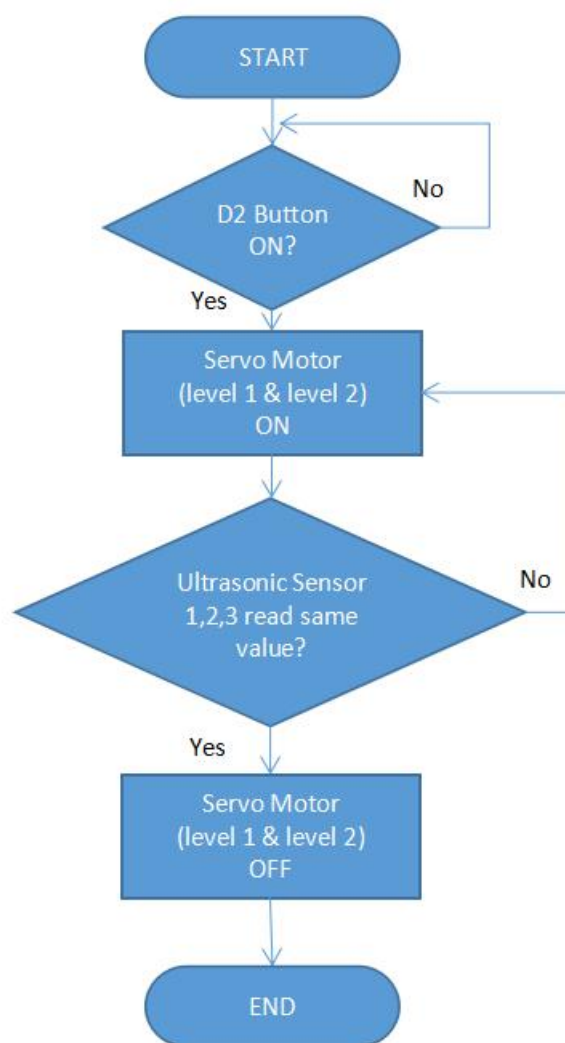 START
No
D2 Button
ON?
Yes
Servo Motor
(level 1 & level 2)
ON
Ultrasonic Sensor
1,2,3 read same
value?
No
Yes
Servo Motor
(level 1 & level 2)
OFF
END